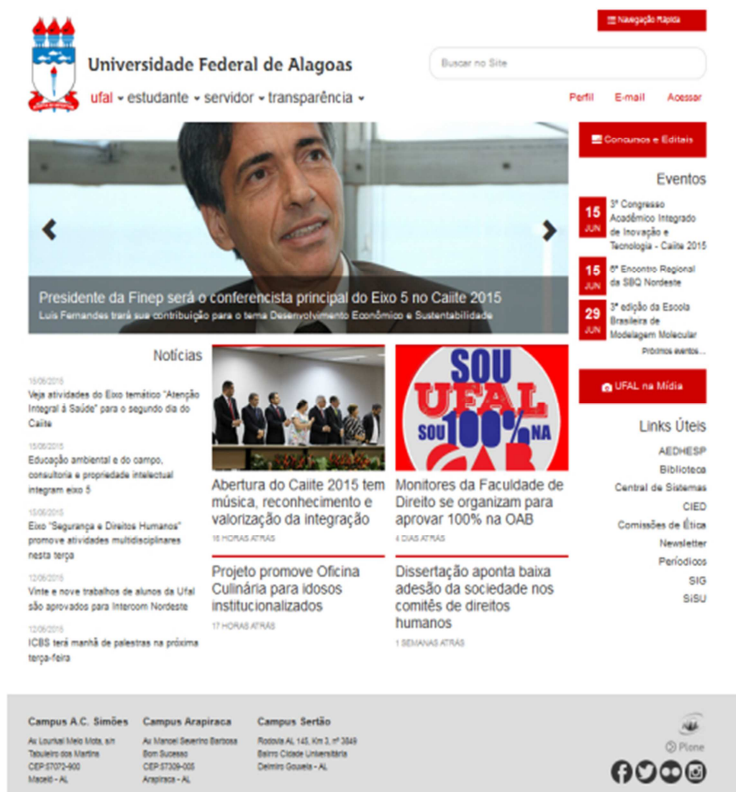 Navegação Rápida
Universidade Federal de Alagoas
Buscar no Site
ufal estudante servidor transparência
Perfil E-mail Acessar
Concursos e Editais
Presidente da Finep será o conferencista principal do Eixo 5 no Caiite 2015
Luis Fernandes trará sua contribuição para o tema Desenvolvimento Econômico e Sustentabilidade
Eventos
15
JUN
3º Congresso
Acadêmico Integrado
de Inovação e
Tecnologia - Caiite 2015
15
JUN
6º Encontro Regional
da SBQ Nordeste
29
JUN
3ª edição da Escola
Brasileira de
Modelagem Molecular
Próximos eventos...
UFAL na Mídia
Links Úteis
AEDHESP
Biblioteca
Central de Sistemas
CIED
Comissões de Ética
Newsletter
Periódicos
SIG
SiSU
Notícias
15/06/2015
Veja atividades do Eixo temático "Atenção
Integral à Saúde" para o segundo dia do
Caiite
15/06/2015
Educação ambiental e do campo,
consultoria e propriedade intelectual
integram eixo 5
15/06/2015
Eixo "Segurança e Direitos Humanos"
promove atividades multidisciplinares
nesta terça
12/06/2015
Vinte e nove trabalhos de alunos da Ufal
são aprovados para Intercom Nordeste
12/06/2015
ICBS terá manhã de palestras na próxima
terça-feira
Abertura do Caiite 2015 tem
música, reconhecimento e
valorização da integração
16 HORAS ATRÁS
SOU
UFAL
SOU 100% NA
OAB
Monitores da Faculdade de
Direito se organizam para
aprovar 100% na OAB
4 DIAS ATRÁS
Projeto promove Oficina
Culinária para idosos
institucionalizados
17 HORAS ATRÁS
Dissertação aponta baixa
adesão da sociedade nos
comitês de direitos
humanos
1 SEMANAS ATRÁS
Campus A.C. Simões
Av Lourival Melo Mota, s/n
Tabuleiro dos Martins
CEP:57072-900
Maceió - AL
Campus Arapiraca
Av Manoel Severino Barbosa
Bom Sucesso
CEP:57309-005
Arapiraca - AL
Campus Sertão
Rodovia AL 145, Km 3, nº 3849
Bairro Cidade Universitária
Delmiro Gouveia - AL
Plone